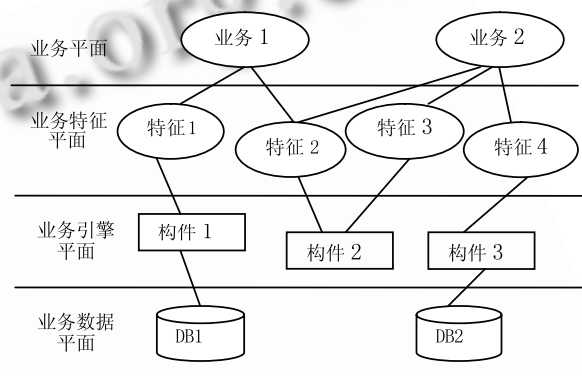 业务平面
业务 1
业务 2
业务特征
平面
特征 1
特征 2
特征 3
特征 4
业务引擎
平面
构件 1
构件 2
构件 3
业务数据
平面
DB1
DB2